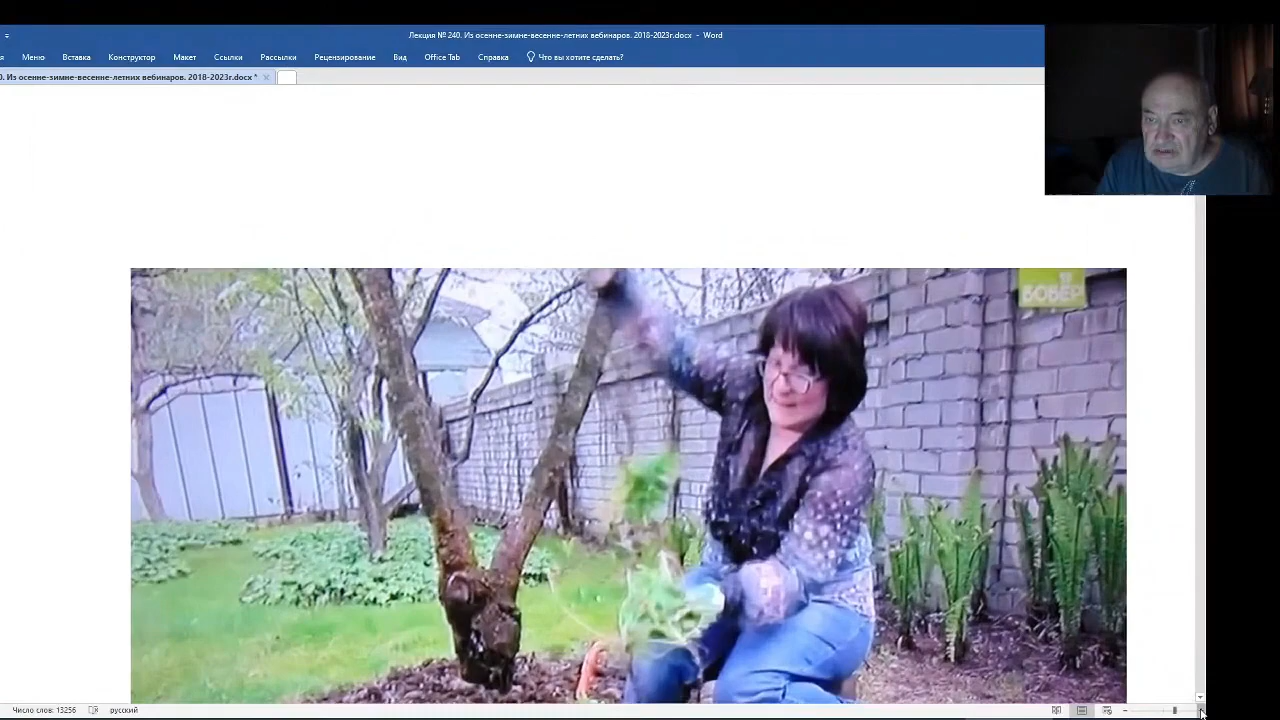 Лекция № 240. Из осенне-зимне-весенне-летних вебинаров. 2018-2023г.docx - Word
Меню Вставка Конструктор Макет Ссылки Рассылки Рецензирование Вид Office Tab Справка Что вы хотите сделать?
0. Из осенне-зимне-весенне-летних вебинаров. 2018-2023г.docx *
БОБЁР
Число слов: 13256 русский